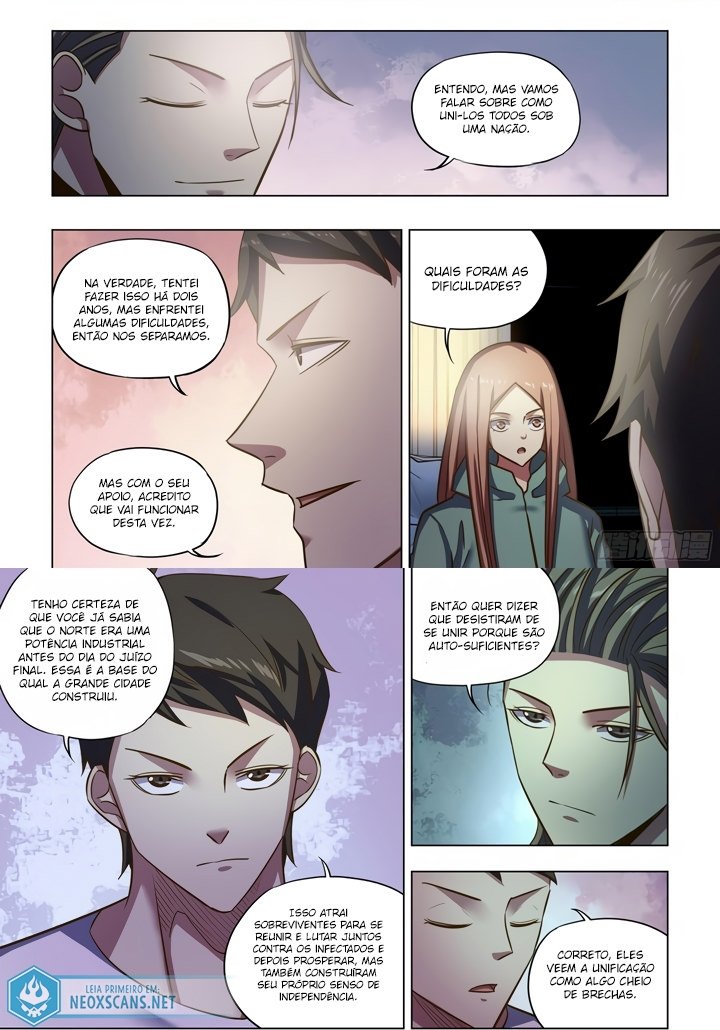 ENTENDO, MAS VAMOS
FALAR SOBRE COMO
UNI-LOS TODOS SOB
UMA NAÇÃO.
NA VERDADE, TENTEI
FAZER ISSO HÁ DOIS
ANOS, MAS ENFRENTEI
ALGUMAS DIFICULDADES,
ENTÃO NOS SEPARAMOS.
MAS COM O SEU
APOIO, ACREDITO
QUE VAI FUNCIONAR
DESTA VEZ.
QUAIS FORAM AS
DIFICULDADES?
TENHO CERTEZA DE
QUE VOCÊ JÁ SABIA
QUE O NORTE ERA UMA
POTÊNCIA INDUSTRIAL
ANTES DO DIA DO JUÍZO
FINAL. ESSA É A BASE DO
QUAL A GRANDE CIDADE
CONSTRUIU.
ISSO ATRAI
SOBREVIVENTES PARA SE
REUNIR E LUTAR JUNTOS
CONTRA OS INFECTADOS E
DEPOIS PROSPERAR, MAS
TAMBÉM CONSTRUÍRAM
SEU PRÓPRIO SENSO DE
INDEPENDÊNCIA.
ENTÃO QUER DIZER
QUE DESISTIRAM DE
SE UNIR PORQUE SÃO
AUTO-SUFICIENTES?
CORRETO, ELES
VEEM A UNIFICAÇÃO
COMO ALGO CHEIO
DE BRECHAS.
LEIA PRIMEIRO EM:
NEOXSCANS.NET